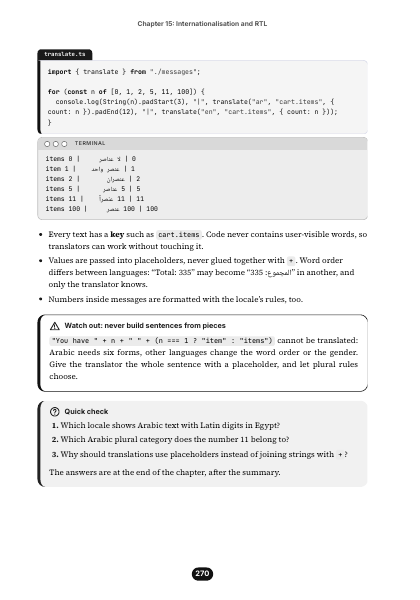 Chapter 15: Internationalisation and RTL
translate.ts
import { translate } from "./messages";
for (const n of [0, 1, 2, 5, 11, 100]) {
console.log(String(n).padStart(3), "|", translate("ar", "cart.items", {
count: n }).padEnd(12), "|", translate("en", "cart.items", { count: n }));
}
TERMINAL
items 0 | لا عناصر | 0
item 1 | عنصر واحد | 1
items 2 | عنصران | 2
items 5 | 5 عناصر | 5
items 11 | 11 عنصرًا | 11
items 100 | 100 عنصر | 100
• Every text has a key such as cart.items. Code never contains user-visible words, so
translators can work without touching it.
• Values are passed into placeholders, never glued together with +. Word order
differs between languages: "Total: 335" may become "المجموع: 335" in another, and
only the translator knows.
• Numbers inside messages are formatted with the locale's rules, too.
Watch out: never build sentences from pieces
"You have " + n + " " + (n === 1 ? "item" : "items") cannot be translated:
Arabic needs six forms, other languages change the word order or the gender.
Give the translator the whole sentence with a placeholder, and let plural rules
choose.
Quick check
1. Which locale shows Arabic text with Latin digits in Egypt?
2. Which Arabic plural category does the number 11 belong to?
3. Why should translations use placeholders instead of joining strings with +?
The answers are at the end of the chapter, after the summary.
270